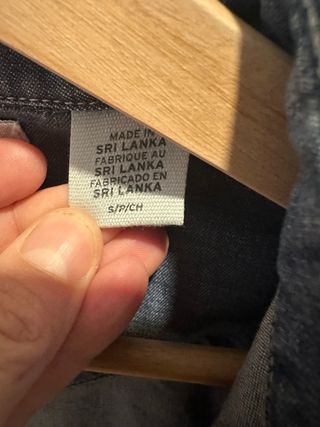 MADE IN
SRI LANKA
FABRIQUE AU
SRI LANKA
FABRICADO EN
SRI LANKA
S/P/CH